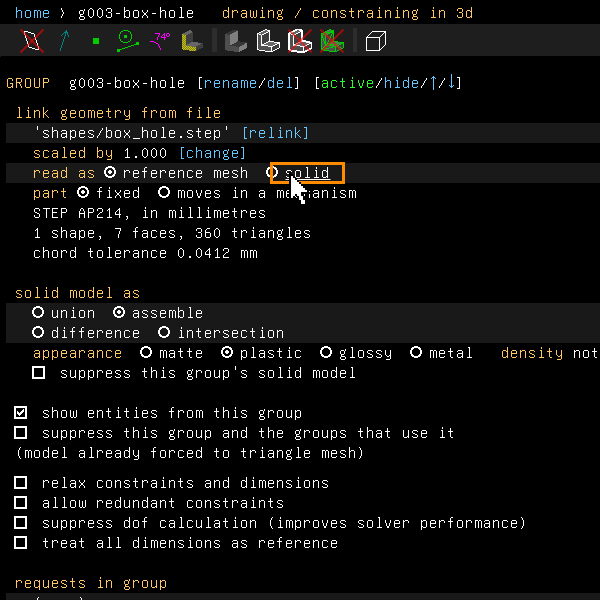 home > g003-box-hole drawing / constraining in 3d
74°
GROUP g003-box-hole [rename/del] [active/hide/↑/↓]
link geometry from file
'shapes/box_hole.step' [relink]
scaled by 1.000 [change]
read as reference mesh solid
part fixed moves in a mechanism
STEP AP214, in millimetres
1 shape, 7 faces, 360 triangles
chord tolerance 0.0412 mm
solid model as
union assemble
difference intersection
appearance matte plastic glossy metal density not
suppress this group's solid model
show entities from this group
suppress this group and the groups that use it
(model already forced to triangle mesh)
relax constraints and dimensions
allow redundant constraints
suppress dof calculation (improves solver performance)
treat all dimensions as reference
requests in group